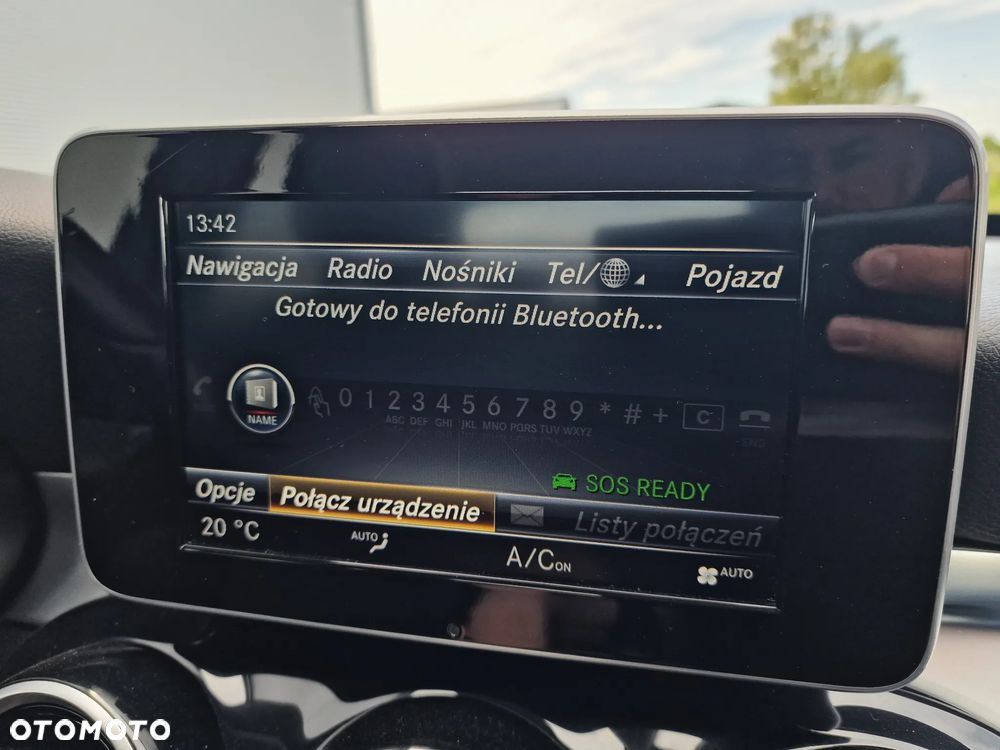 13:42
Nawigacja Radio Nośniki Tel/ Pojazd
Gotowy do telefonii Bluetooth...
NAME 0 1 2 3 4 5 6 7 8 9 * # + C
ABC DEF GHI JKL MNO PQRS TUV WXYZ
END
SOS READY
Opcje Połącz urządzenie Listy połączeń
20 °C AUTO A/C ON AUTO
OTOMOTO